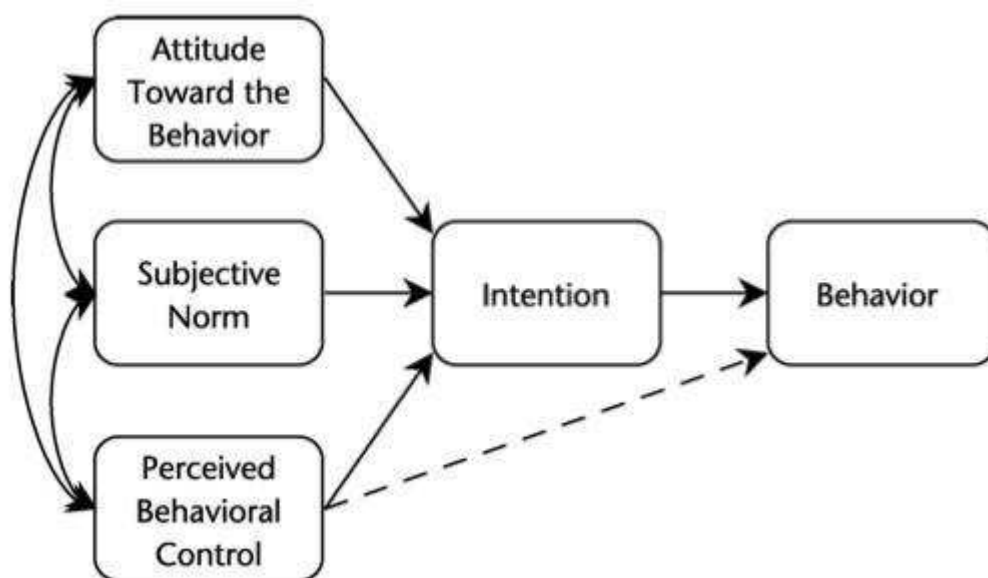 Attitude
Toward the
Behavior
Subjective
Norm
Intention
Behavior
Perceived
Behavioral
Control